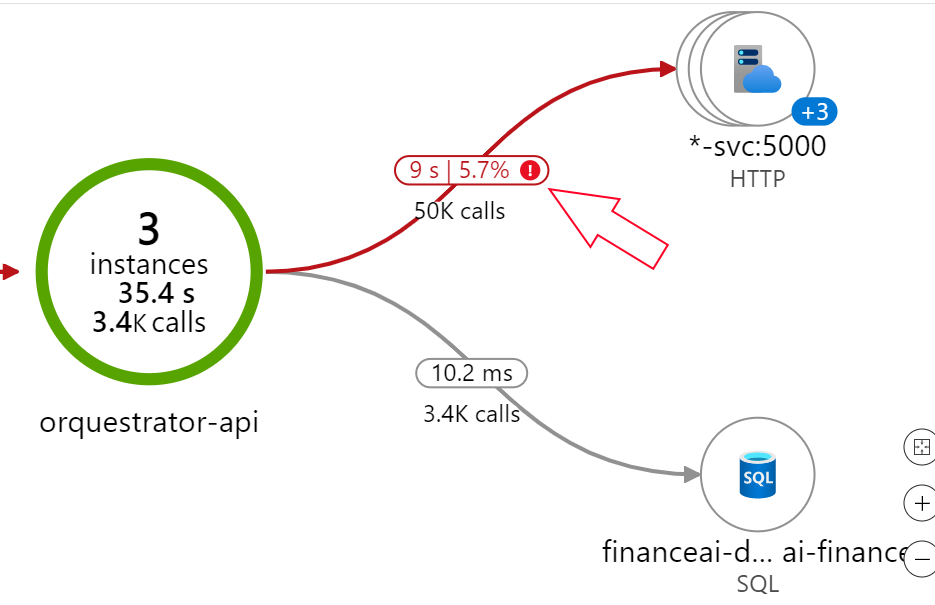 +3
*-svc:5000
HTTP
9 s | 5.7% !
50K calls
3
instances
35.4 s
3.4K calls
orquestrator-api
10.2 ms
3.4K calls
SQL
financeai-d... ai-finance
SQL